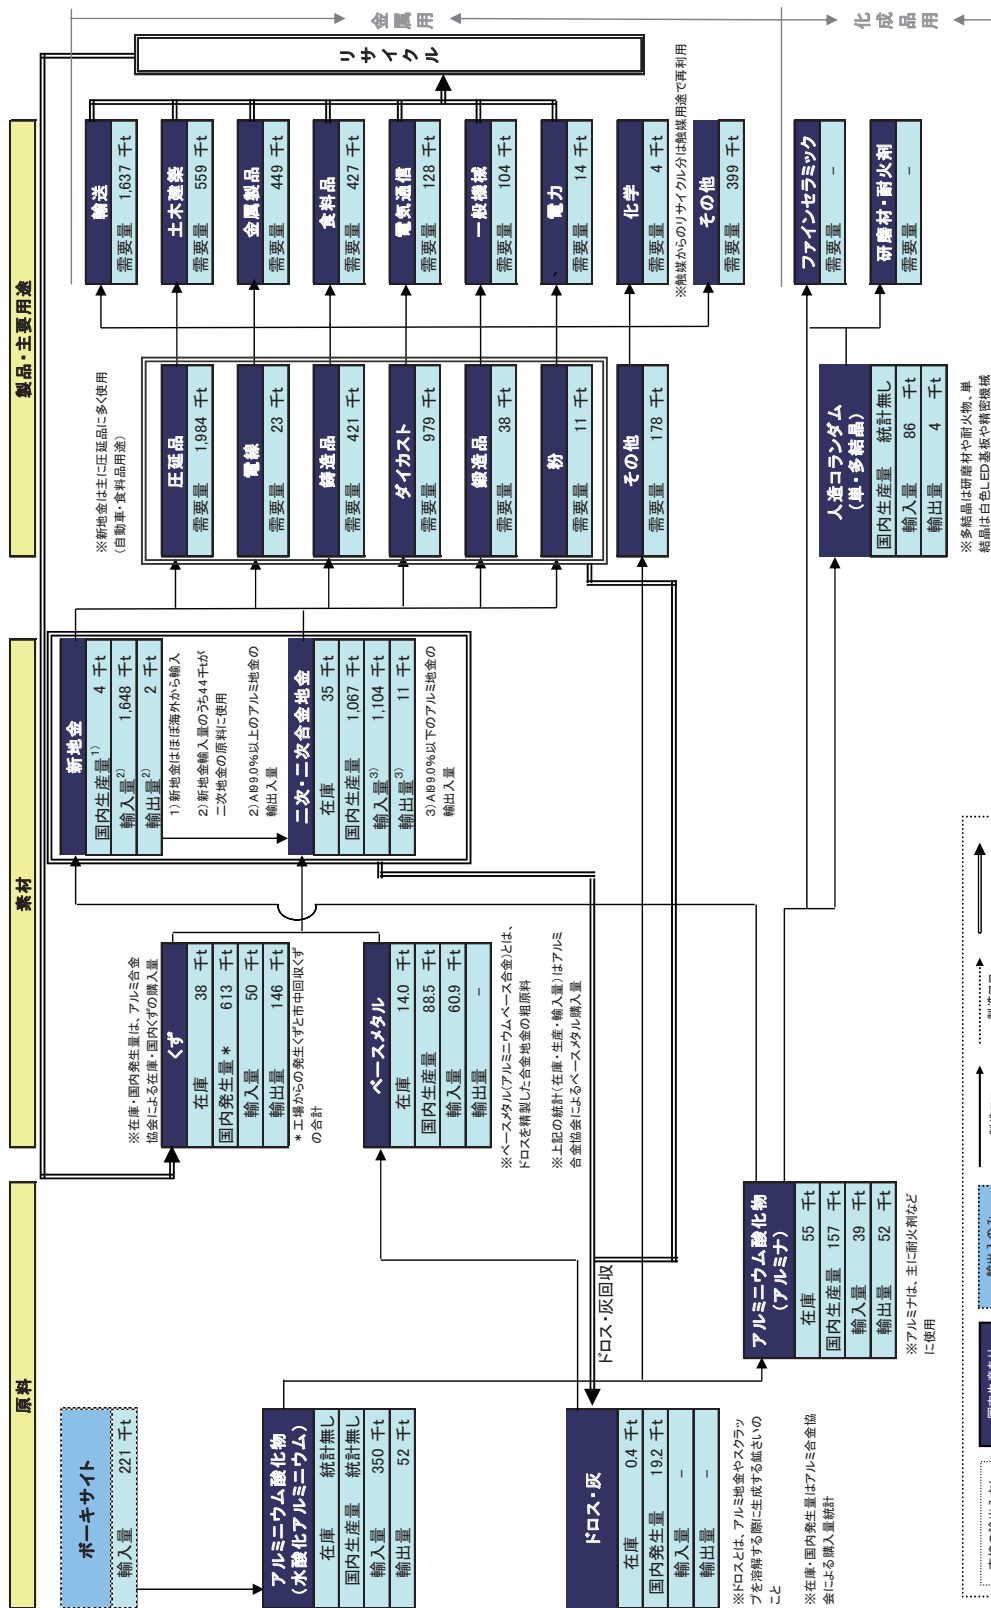 原料
素材
製品・主要用途
ボーキサイト
輸入量 221 千t
アルミニウム酸化物
(水酸化アルミニウム)
在庫 統計無し
国内生産量 統計無し
輸入量 350 千t
輸出量 52 千t
ドロス・灰
在庫 0.4 千t
国内発生量 19.2 千t
輸入量 －
輸出量 －
※ドロスとは、アルミ地金やスクラッ
プを溶解する際に生成する鉱さいの
こと
※在庫・国内発生量はアルミ合金協
会による購入量統計
ドロス・灰回収
アルミニウム酸化物
(アルミナ)
在庫 55 千t
国内生産量 157 千t
輸入量 39 千t
輸出量 52 千t
※アルミナは、主に耐火剤など
に使用
※在庫・国内発生量は、アルミ合金
協会による在庫・国内くずの購入量
くず
在庫 38 千t
国内発生量＊ 613 千t
輸入量 50 千t
輸出量 146 千t
＊工場からの発生くずと市中回収くず
の合計
ベースメタル
在庫 14.0 千t
国内生産量 88.5 千t
輸入量 60.9 千t
輸出量 －
※ベースメタル(アルミニウムベース合金)とは、
ドロスを精製した合金地金の粗原料
※上記の統計(在庫・生産・輸入量)はアルミ
合金協会によるベースメタル購入量
新地金
国内生産量1) 4 千t
輸入量2) 1,648 千t
輸出量2) 2 千t
1)新地金はほぼ海外から輸入
2)新地金輸入量のうち44千tが
二次地金の原料に使用
2)Al99.0%以上のアルミ地金の
輸出入量
二次・二次合金地金
在庫 35 千t
国内生産量 1,067 千t
輸入量3) 1,104 千t
輸出量3) 11 千t
3)Al99.0%以下のアルミ地金の
輸出入量
※新地金は主に圧延品に多く使用
(自動車・食料品用途)
圧延品
需要量 1,984 千t
電線
需要量 23 千t
鋳造品
需要量 421 千t
ダイカスト
需要量 979 千t
鍛造品
需要量 38 千t
粉
需要量 11 千t
その他
需要量 178 千t
人造コランダム
(単・多結晶)
国内生産量 統計無し
輸入量 86 千t
輸出量 4 千t
※多結晶は研磨材や耐火物、単
結晶は白色LED基板や精密機械
輸送
需要量 1,637 千t
土木建築
需要量 559 千t
金属製品
需要量 449 千t
食料品
需要量 427 千t
電気通信
需要量 128 千t
一般機械
需要量 104 千t
電力
需要量 14 千t
化学
需要量 4 千t
※触媒からのリサイクル分は触媒用途で再利用
その他
需要量 399 千t
ファインセラミック
需要量 －
研磨材・耐火剤
需要量 －
リサイクル
金属用
化成品用